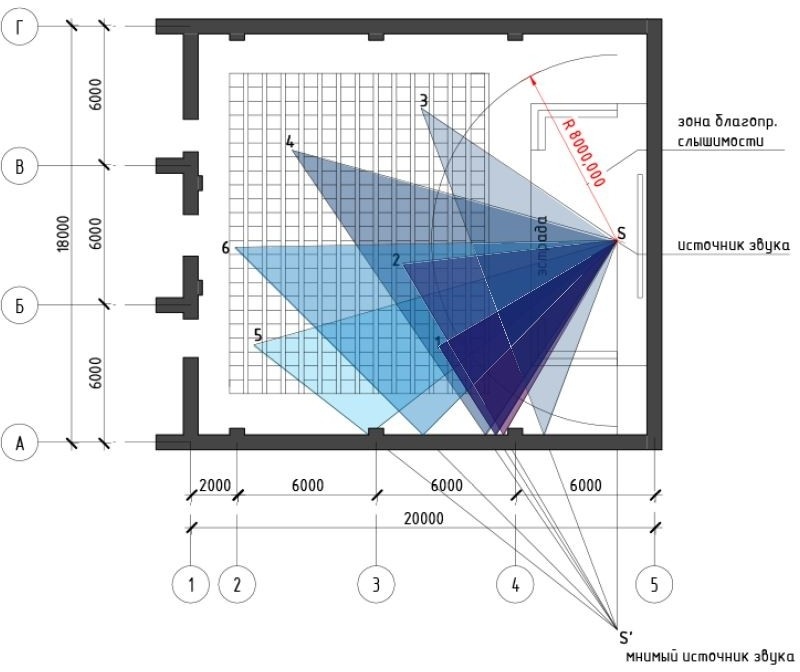 Г
3
6000
зона благопр.
слышимости
R 8000,000
4
В
18000
6000
S
эстрада
6
2
источник звука
Б
5
1
6000
А
2000
6000
6000
6000
20000
1
2
3
4
5
S'
мнимый источник звука